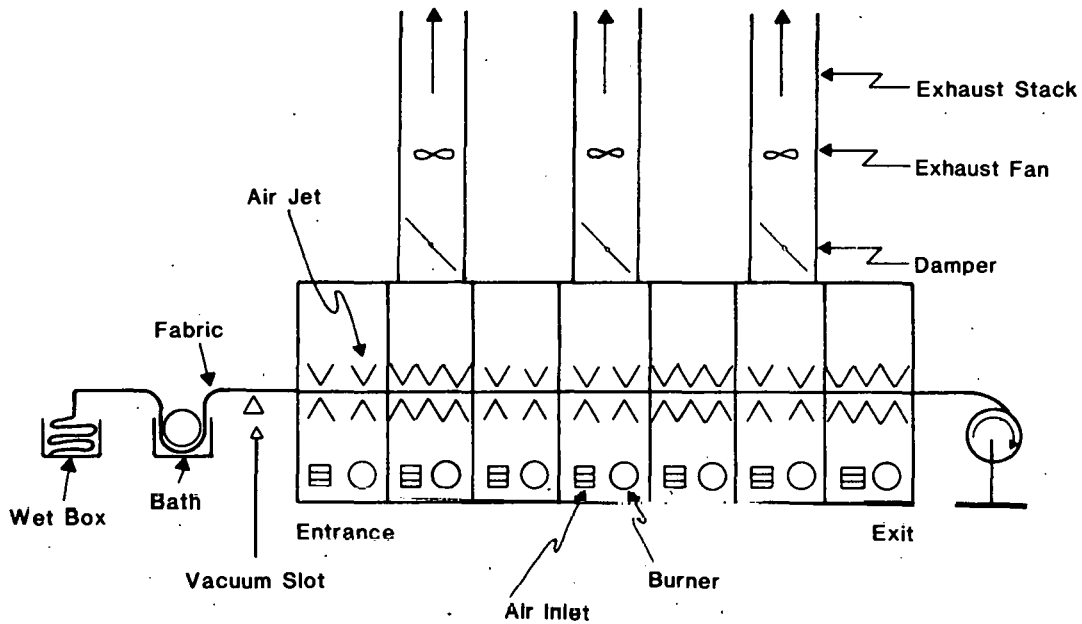 Exhaust Stack
Exhaust Fan
Air Jet
Damper
Fabric
Wet Box
Bath
Entrance
Exit
Vacuum Slot
Burner
Air Inlet